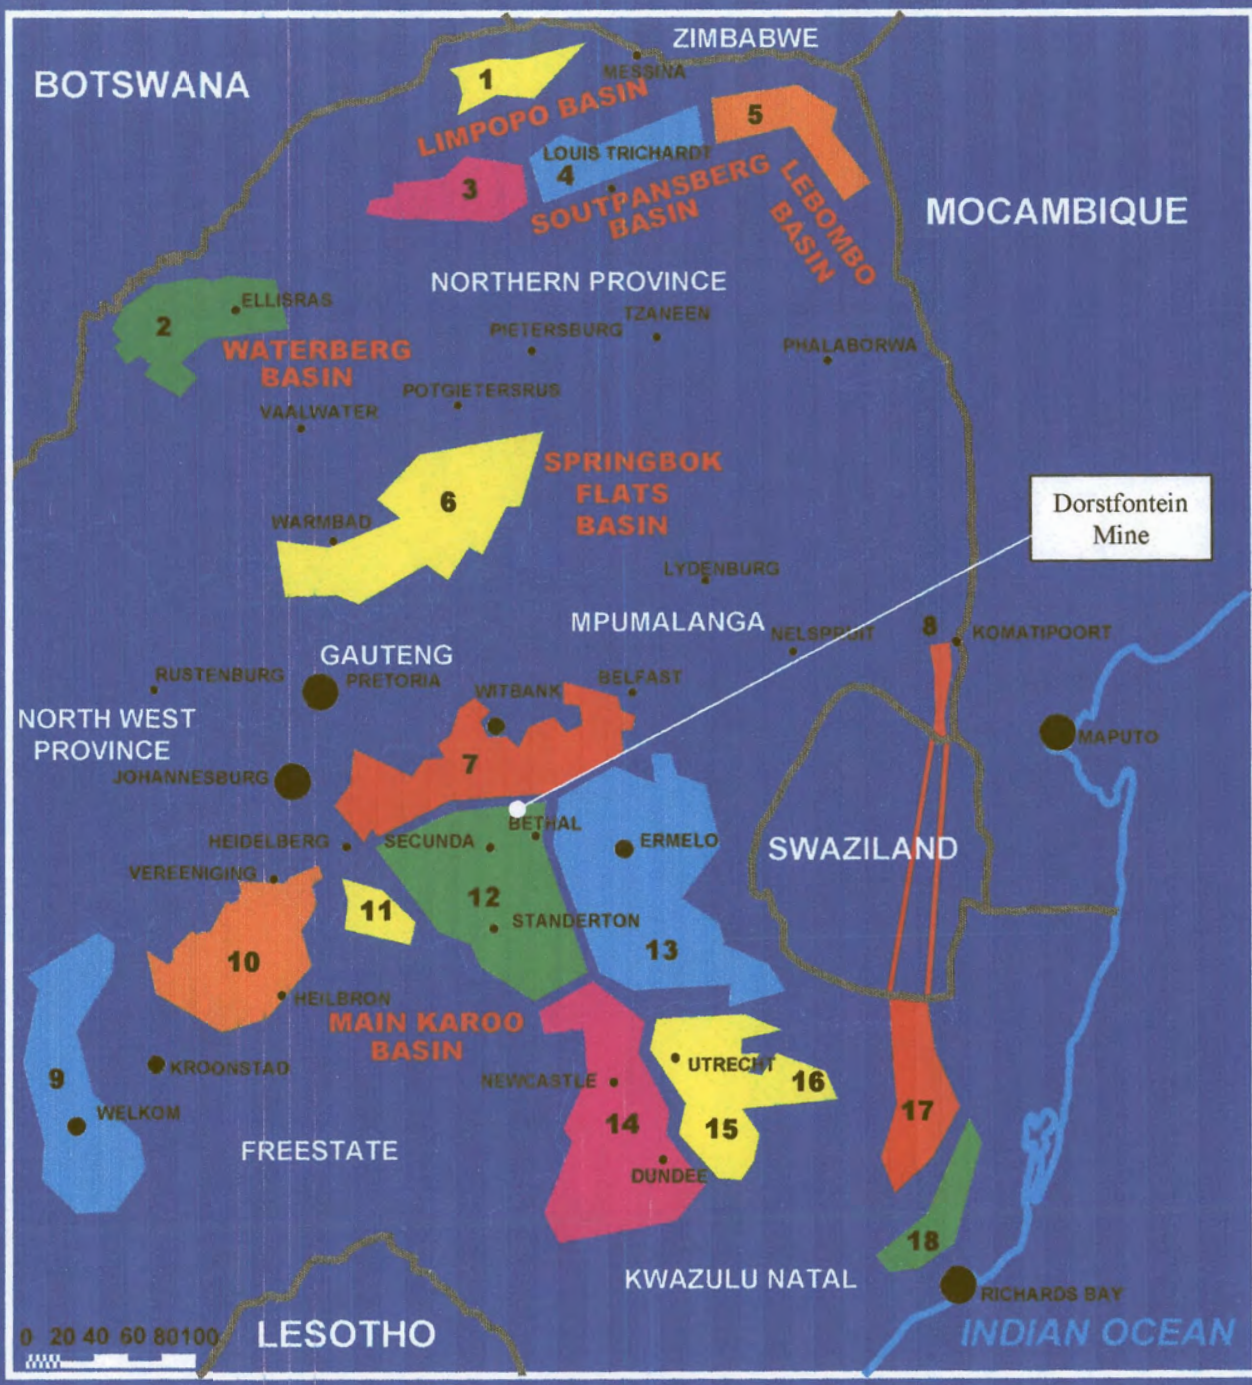 ZIMBABWE
BOTSWANA
1
MESSINA
LIMPOPO BASIN
5
LOUIS TRICHARDT
3
4
SOUTPANSBERG
BASIN
LEBOMBO
BASIN
MOCAMBIQUE
NORTHERN PROVINCE
ELLISRAS
2
TZANEEN
PIETERSBURG
PHALABORWA
WATERBERG
BASIN
POTGIETERSRUS
VAALWATER
SPRINGBOK
FLATS
BASIN
6
WARMBAD
Dorstfontein
Mine
LYDENBURG
MPUMALANGA
NELSPRUIT
8
KOMATIPOORT
GAUTENG
RUSTENBURG
PRETORIA
WITBANK
BELFAST
NORTH WEST
PROVINCE
MAPUTO
7
JOHANNESBURG
BETHAL
HEIDELBERG
SECUNDA
ERMELO
SWAZILAND
VEREENIGING
12
11
STANDERTON
13
10
HEILBRON
MAIN KAROO
BASIN
KROONSTAD
9
WELKOM
UTRECHT
NEWCASTLE
16
14
15
17
FREESTATE
DUNDEE
18
KWAZULU NATAL
RICHARDS BAY
LESOTHO
INDIAN OCEAN
0 20 40 60 80 100